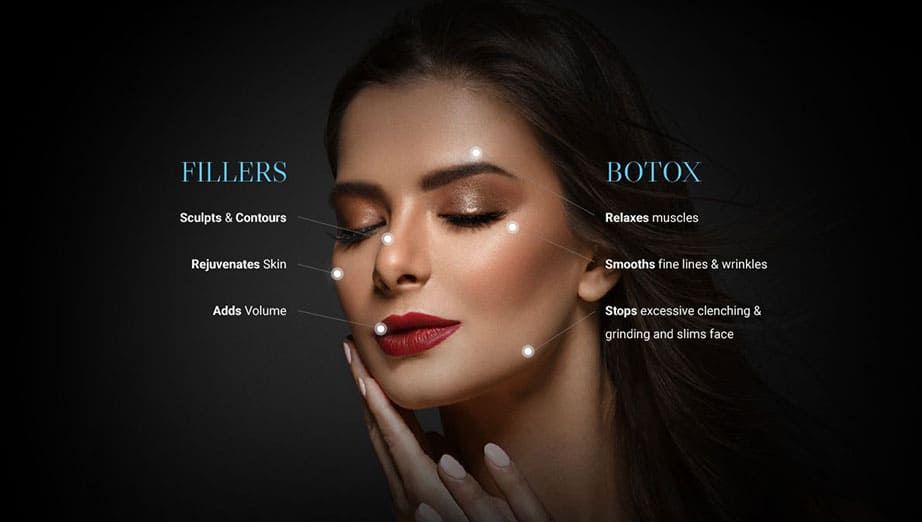 FILLERS
Sculpts & Contours
Rejuvenates Skin
Adds Volume
BOTOX
Relaxes muscles
Smooths fine lines & wrinkles
Stops excessive clenching &
grinding and slims face